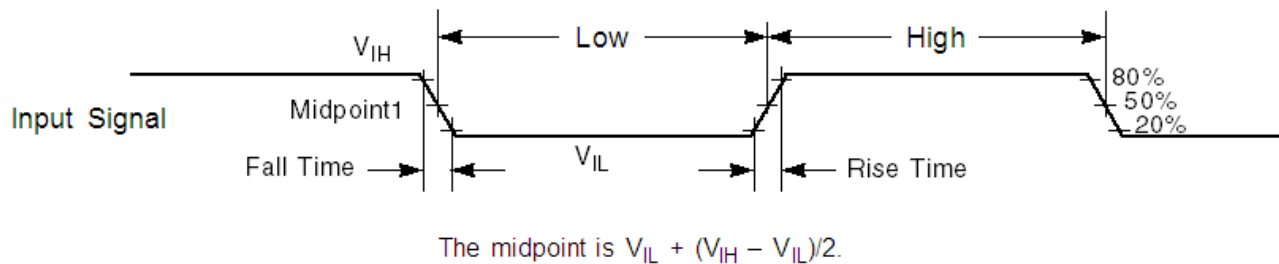 Low
High
V_IH
80%
Midpoint1
50%
Input Signal
20%
Fall Time
V_IL
Rise Time
The midpoint is V_IL + (V_IH – V_IL)/2.